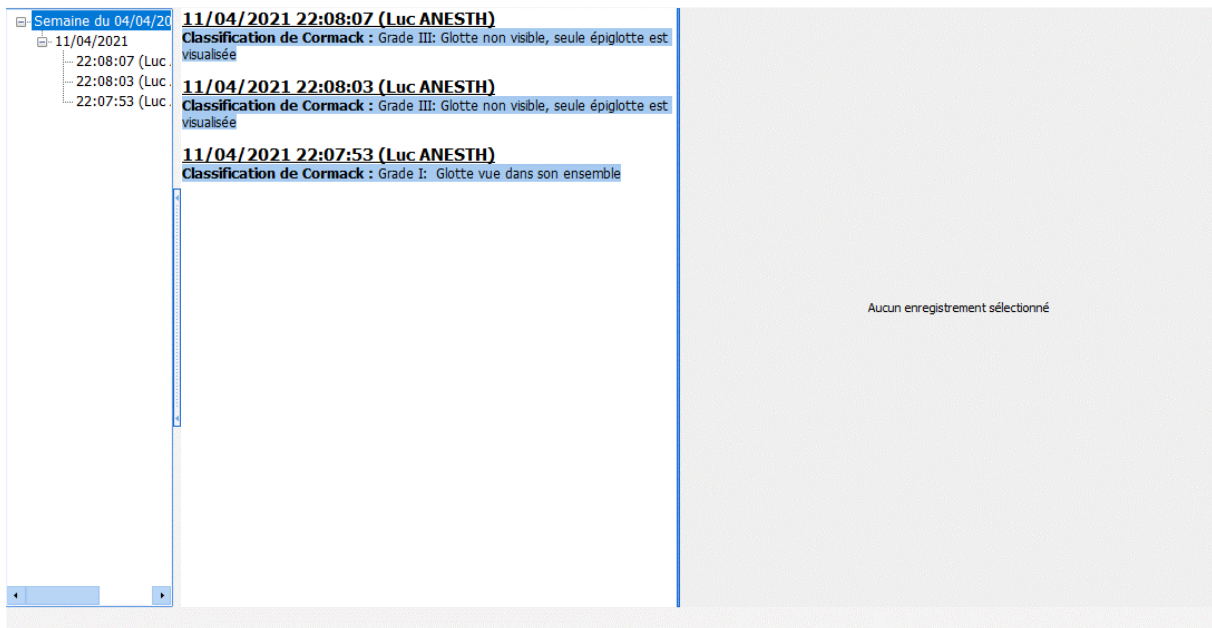 Semaine du 04/04/20
11/04/2021
22:08:07 (Luc
22:08:03 (Luc
22:07:53 (Luc
11/04/2021 22:08:07 (Luc ANESTH)
Classification de Cormack : Grade III: Glotte non visible, seule épiglotte est
visualisée
11/04/2021 22:08:03 (Luc ANESTH)
Classification de Cormack : Grade III: Glotte non visible, seule épiglotte est
visualisée
11/04/2021 22:07:53 (Luc ANESTH)
Classification de Cormack : Grade I: Glotte vue dans son ensemble
Aucun enregistrement sélectionné